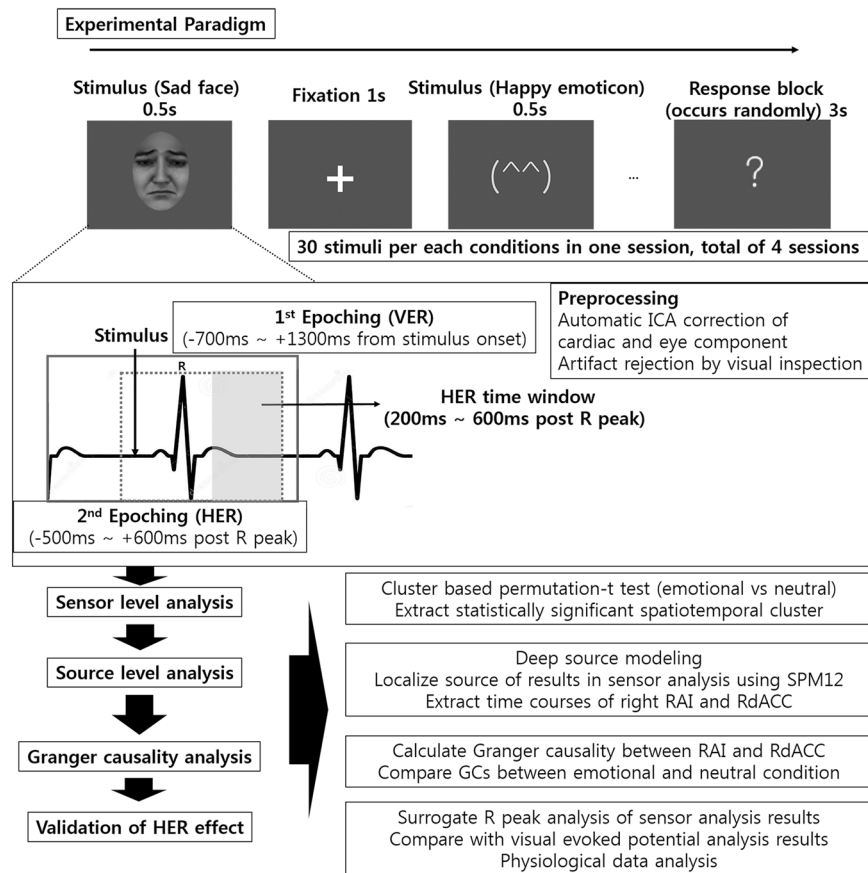 Experimental Paradigm
Stimulus (Sad face)
0.5s
Fixation 1s
Stimulus (Happy emoticon)
0.5s
Response block
(occurs randomly) 3s
+
(^^)
...
?
30 stimuli per each conditions in one session, total of 4 sessions
1st Epoching (VER)
(-700ms ~ +1300ms from stimulus onset)
Preprocessing
Automatic ICA correction of
cardiac and eye component
Artifact rejection by visual inspection
Stimulus
R
HER time window
(200ms ~ 600ms post R peak)
2nd Epoching (HER)
(-500ms ~ +600ms post R peak)
Sensor level analysis
Source level analysis
Granger causality analysis
Validation of HER effect
Cluster based permutation-t test (emotional vs neutral)
Extract statistically significant spatiotemporal cluster
Deep source modeling
Localize source of results in sensor analysis using SPM12
Extract time courses of right RAI and RdACC
Calculate Granger causality between RAI and RdACC
Compare GCs between emotional and neutral condition
Surrogate R peak analysis of sensor analysis results
Compare with visual evoked potential analysis results
Physiological data analysis